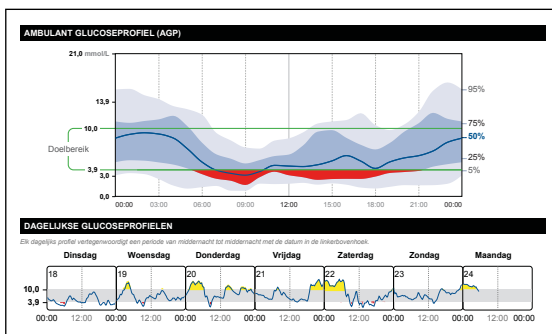 AMBULANT GLUCOSEPROFIEL (AGP)
21,0 mmol/L
95%
13,9
75%
10,0
50%
Doelbereik
25%
3,9
5%
3,0
0,0
00:00 03:00 06:00 09:00 12:00 15:00 18:00 21:00 00:00
DAGELIJKSE GLUCOSEPROFIELEN
Elk dagelijks profiel vertegenwoordigt een periode van middernacht tot middernacht met de datum in de linkerbovenhoek.
Dinsdag Woensdag Donderdag Vrijdag Zaterdag Zondag Maandag
18 19 20 21 22 23 24
10,0
3,9
00:00 12:00 00:00 12:00 00:00 12:00 00:00 12:00 00:00 12:00 00:00 12:00 00:00 12:00 00:00